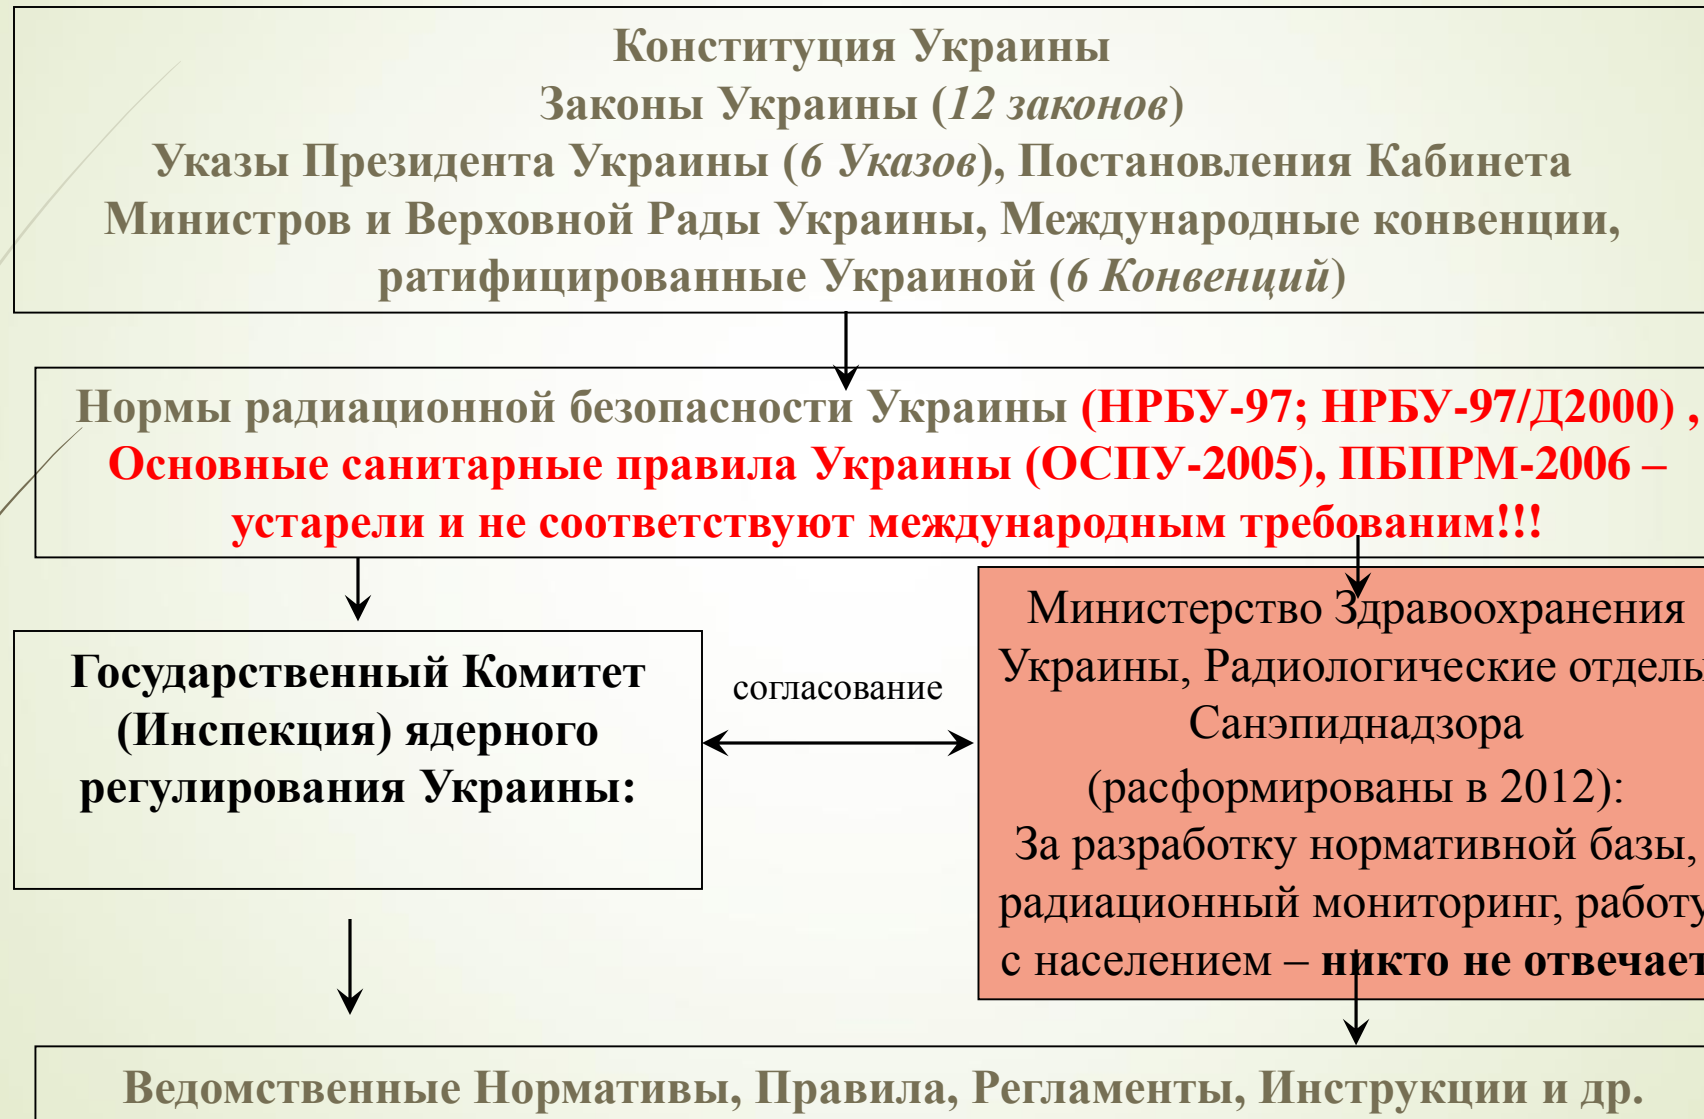 Конституция Украины
Законы Украины (12 законов)
Указы Президента Украины (6 Указов), Постановления Кабинета
Министров и Верховной Рады Украины, Международные конвенции,
ратифицированные Украиной (6 Конвенций)
Нормы радиационной безопасности Украины (НРБУ-97; НРБУ-97/Д2000) ,
Основные санитарные правила Украины (ОСПУ-2005), ПБПРМ-2006 –
устарели и не соответствуют международным требованим!!!
Государственный Комитет
(Инспекция) ядерного
регулирования Украины:
согласование
Министерство Здравоохранения
Украины, Радиологические отделы
Санэпиднадзора
(расформированы в 2012):
За разработку нормативной базы,
радиационный мониторинг, работу
с населением – никто не отвечает
Ведомственные Нормативы, Правила, Регламенты, Инструкции и др.